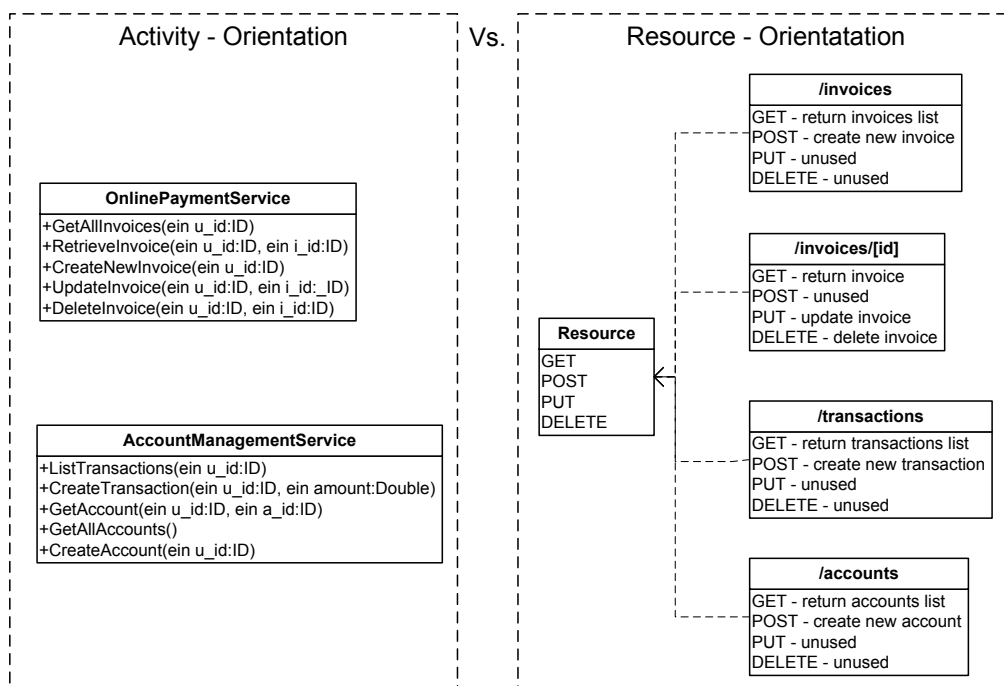 Activity - Orientation
Vs.
Resource - Orientatation
OnlinePaymentService
+GetAllInvoices(ein u_id:ID)
+RetrieveInvoice(ein u_id:ID, ein i_id:ID)
+CreateNewInvoice(ein u_id:ID)
+UpdateInvoice(ein u_id:ID, ein i_id:_ID)
+DeleteInvoice(ein u_id:ID, ein i_id:ID)
AccountManagementService
+ListTransactions(ein u_id:ID)
+CreateTransaction(ein u_id:ID, ein amount:Double)
+GetAccount(ein u_id:ID, ein a_id:ID)
+GetAllAccounts()
+CreateAccount(ein u_id:ID)
Resource
GET
POST
PUT
DELETE
/invoices
GET - return invoices list
POST - create new invoice
PUT - unused
DELETE - unused
/invoices/[id]
GET - return invoice
POST - unused
PUT - update invoice
DELETE - delete invoice
/transactions
GET - return transactions list
POST - create new transaction
PUT - unused
DELETE - unused
/accounts
GET - return accounts list
POST - create new account
PUT - unused
DELETE - unused